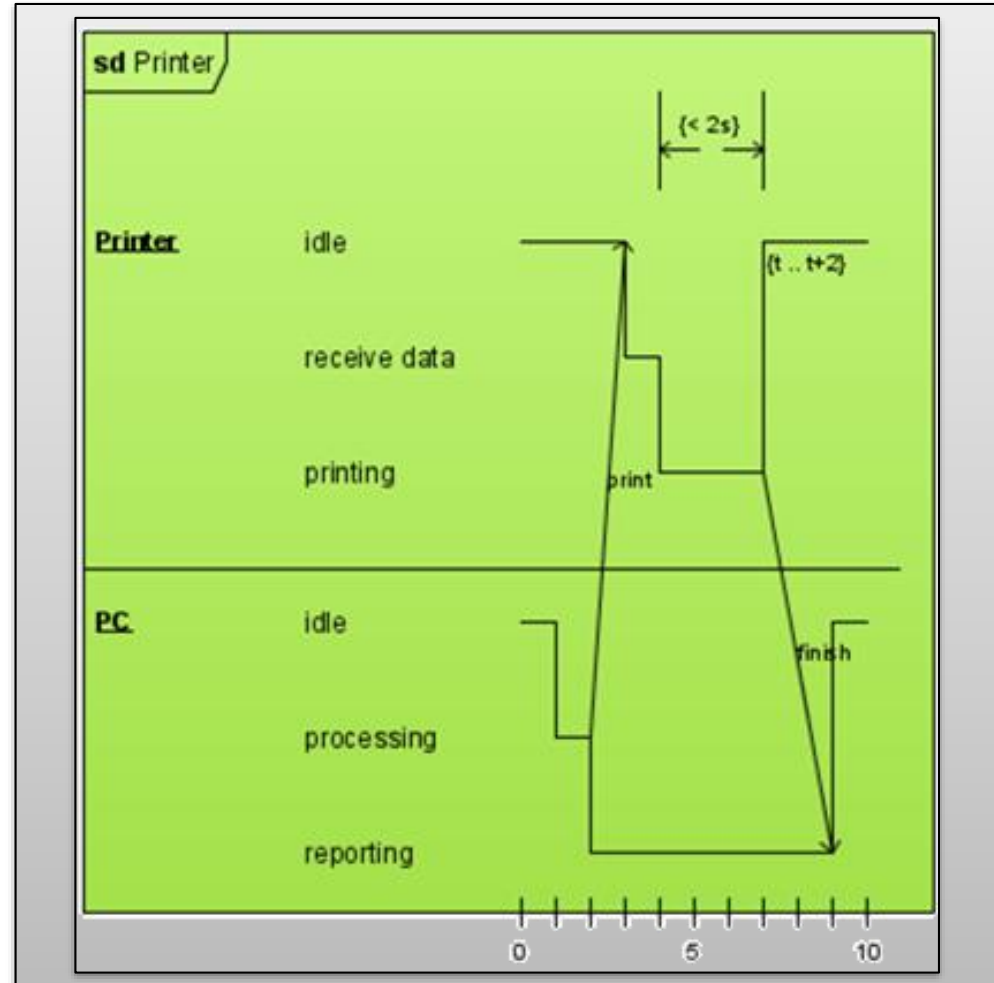 sd Printer
{< 2s}
Printer idle
{t .. t+2}
receive data
printing
print
PC idle
finish
processing
reporting
0 5 10